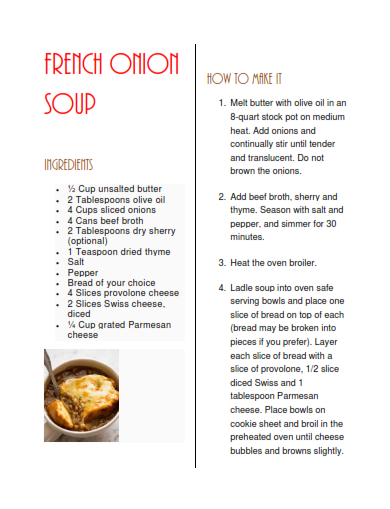 FRENCH ONION
SOUP
INGREDIENTS
• ½ Cup unsalted butter
• 2 Tablespoons olive oil
• 4 Cups sliced onions
• 4 Cans beef broth
• 2 Tablespoons dry sherry
(optional)
• 1 Teaspoon dried thyme
• Salt
• Pepper
• Bread of your choice
• 4 Slices provolone cheese
• 2 Slices Swiss cheese,
diced
• ¼ Cup grated Parmesan
cheese
HOW TO MAKE IT
1. Melt butter with olive oil in an
8-quart stock pot on medium
heat. Add onions and
continually stir until tender
and translucent. Do not
brown the onions.
2. Add beef broth, sherry and
thyme. Season with salt and
pepper, and simmer for 30
minutes.
3. Heat the oven broiler.
4. Ladle soup into oven safe
serving bowls and place one
slice of bread on top of each
(bread may be broken into
pieces if you prefer). Layer
each slice of bread with a
slice of provolone, 1/2 slice
diced Swiss and 1
tablespoon Parmesan
cheese. Place bowls on
cookie sheet and broil in the
preheated oven until cheese
bubbles and browns slightly.